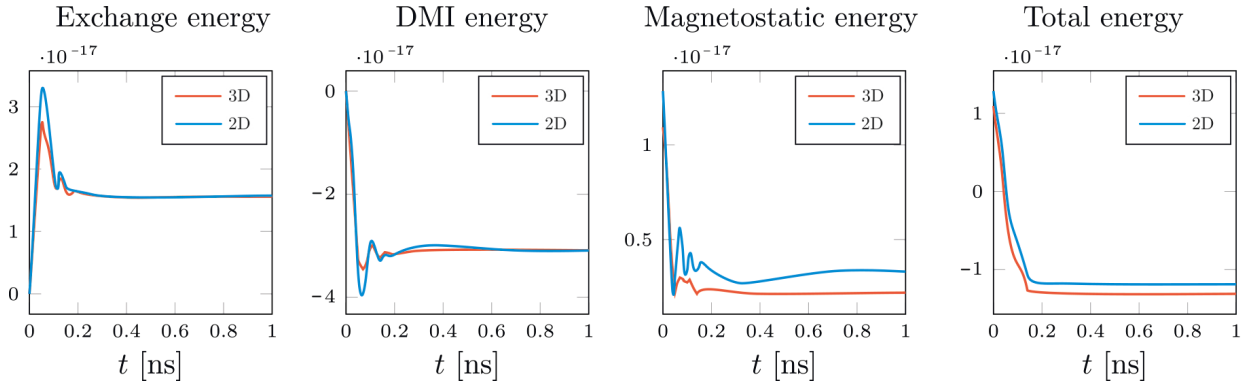 Exchange energy
·10⁻¹⁷
3
2
1
0
3D
2D
0 0.2 0.4 0.6 0.8 1
t [ns]
DMI energy
·10⁻¹⁷
0
−2
−4
3D
2D
0 0.2 0.4 0.6 0.8 1
t [ns]
Magnetostatic energy
·10⁻¹⁷
1
0.5
3D
2D
0 0.2 0.4 0.6 0.8 1
t [ns]
Total energy
·10⁻¹⁷
1
0
−1
3D
2D
0 0.2 0.4 0.6 0.8 1
t [ns]